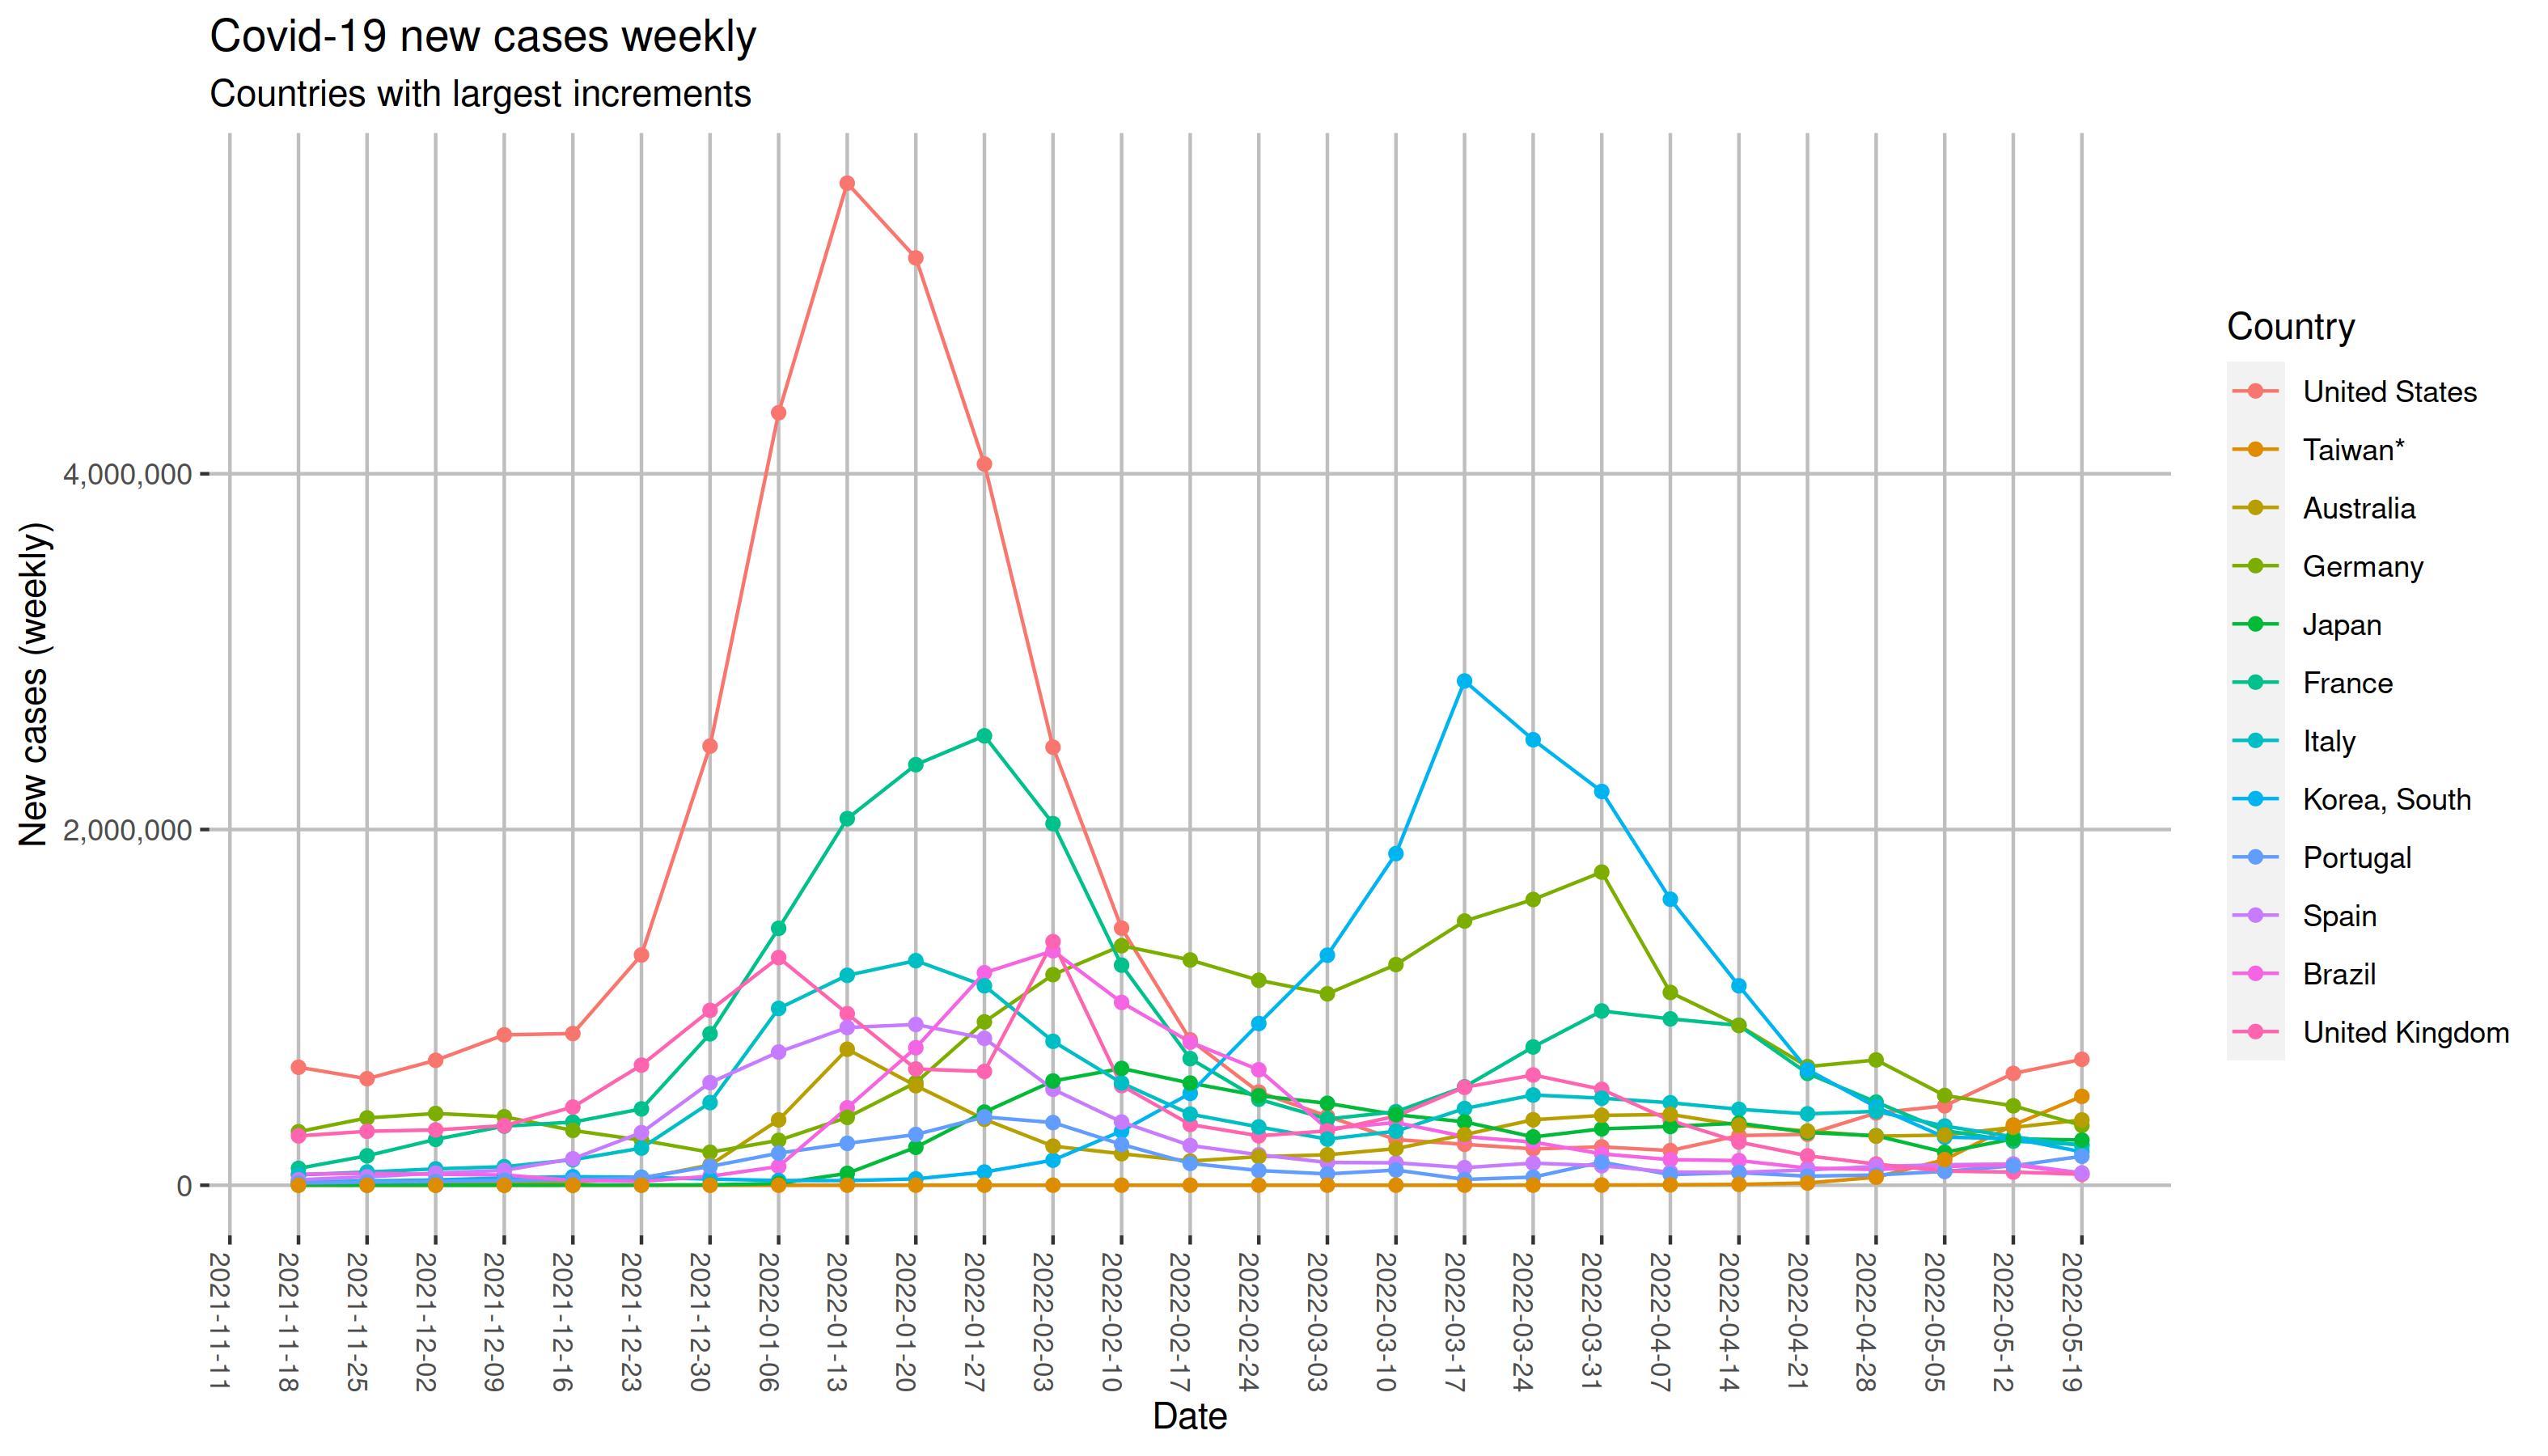 Covid-19 new cases weekly
Countries with largest increments
New cases (weekly)
4,000,000
2,000,000
0
2021-11-11
2021-11-18
2021-11-25
2021-12-02
2021-12-09
2021-12-16
2021-12-23
2021-12-30
2022-01-06
2022-01-13
2022-01-20
2022-01-27
2022-02-03
2022-02-10
2022-02-17
2022-02-24
2022-03-03
2022-03-10
2022-03-17
2022-03-24
2022-03-31
2022-04-07
2022-04-14
2022-04-21
2022-04-28
2022-05-05
2022-05-12
2022-05-19
Date
Country
United States
Taiwan*
Australia
Germany
Japan
France
Italy
Korea, South
Portugal
Spain
Brazil
United Kingdom